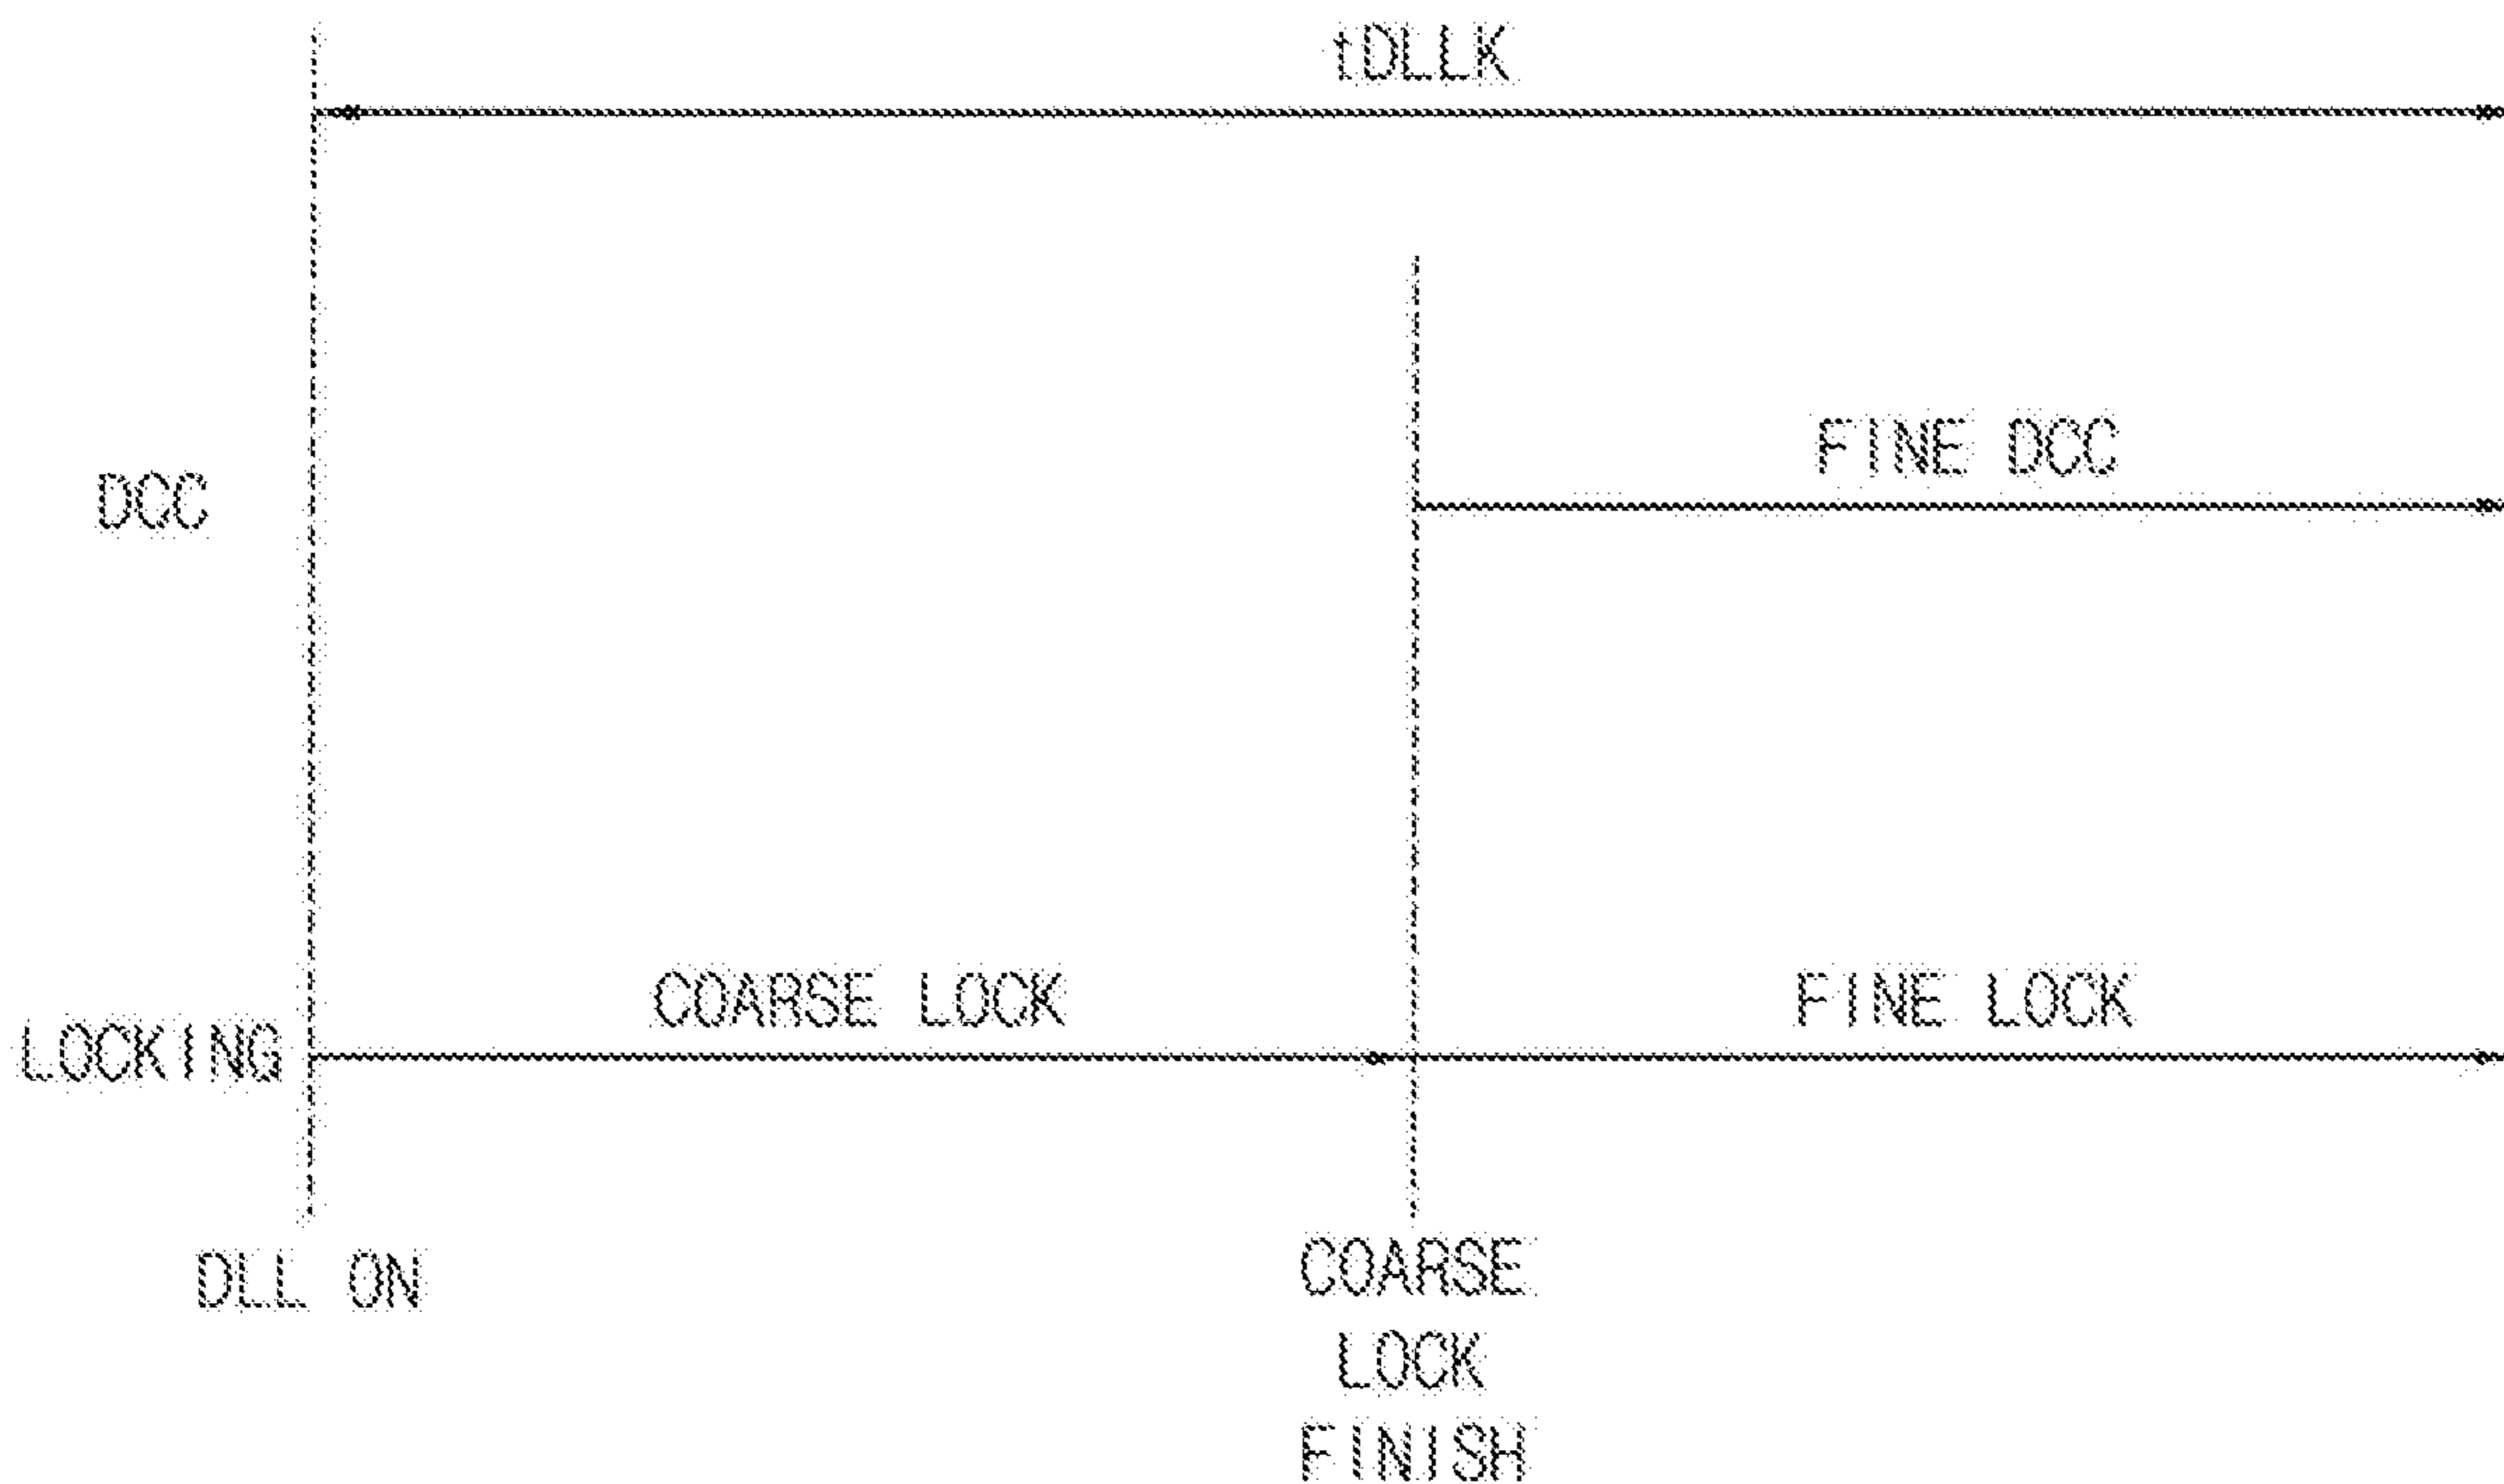 tDLLK
FINE DCC
DCC
COARSE LOCK
FINE LOCK
LOCKING
DLL ON
COARSE
LOCK
FINISH